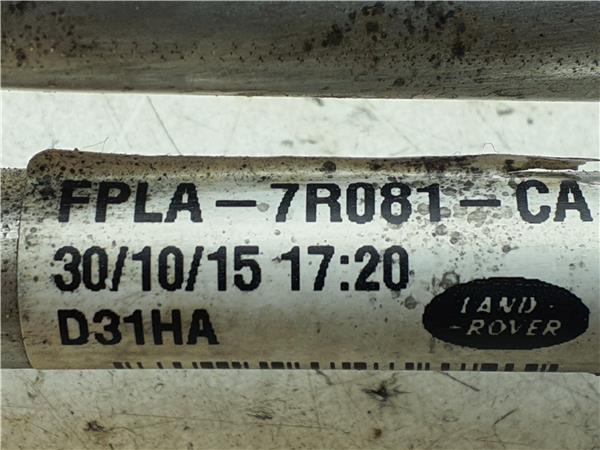 FPLA-7R081-CA
30/10/15 17:20
D31HA
LAND-
-ROVER